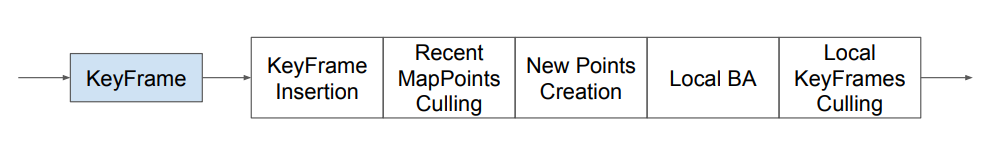 KeyFrame
KeyFrame
Insertion
Recent
MapPoints
Culling
New Points
Creation
Local BA
Local
KeyFrames
Culling